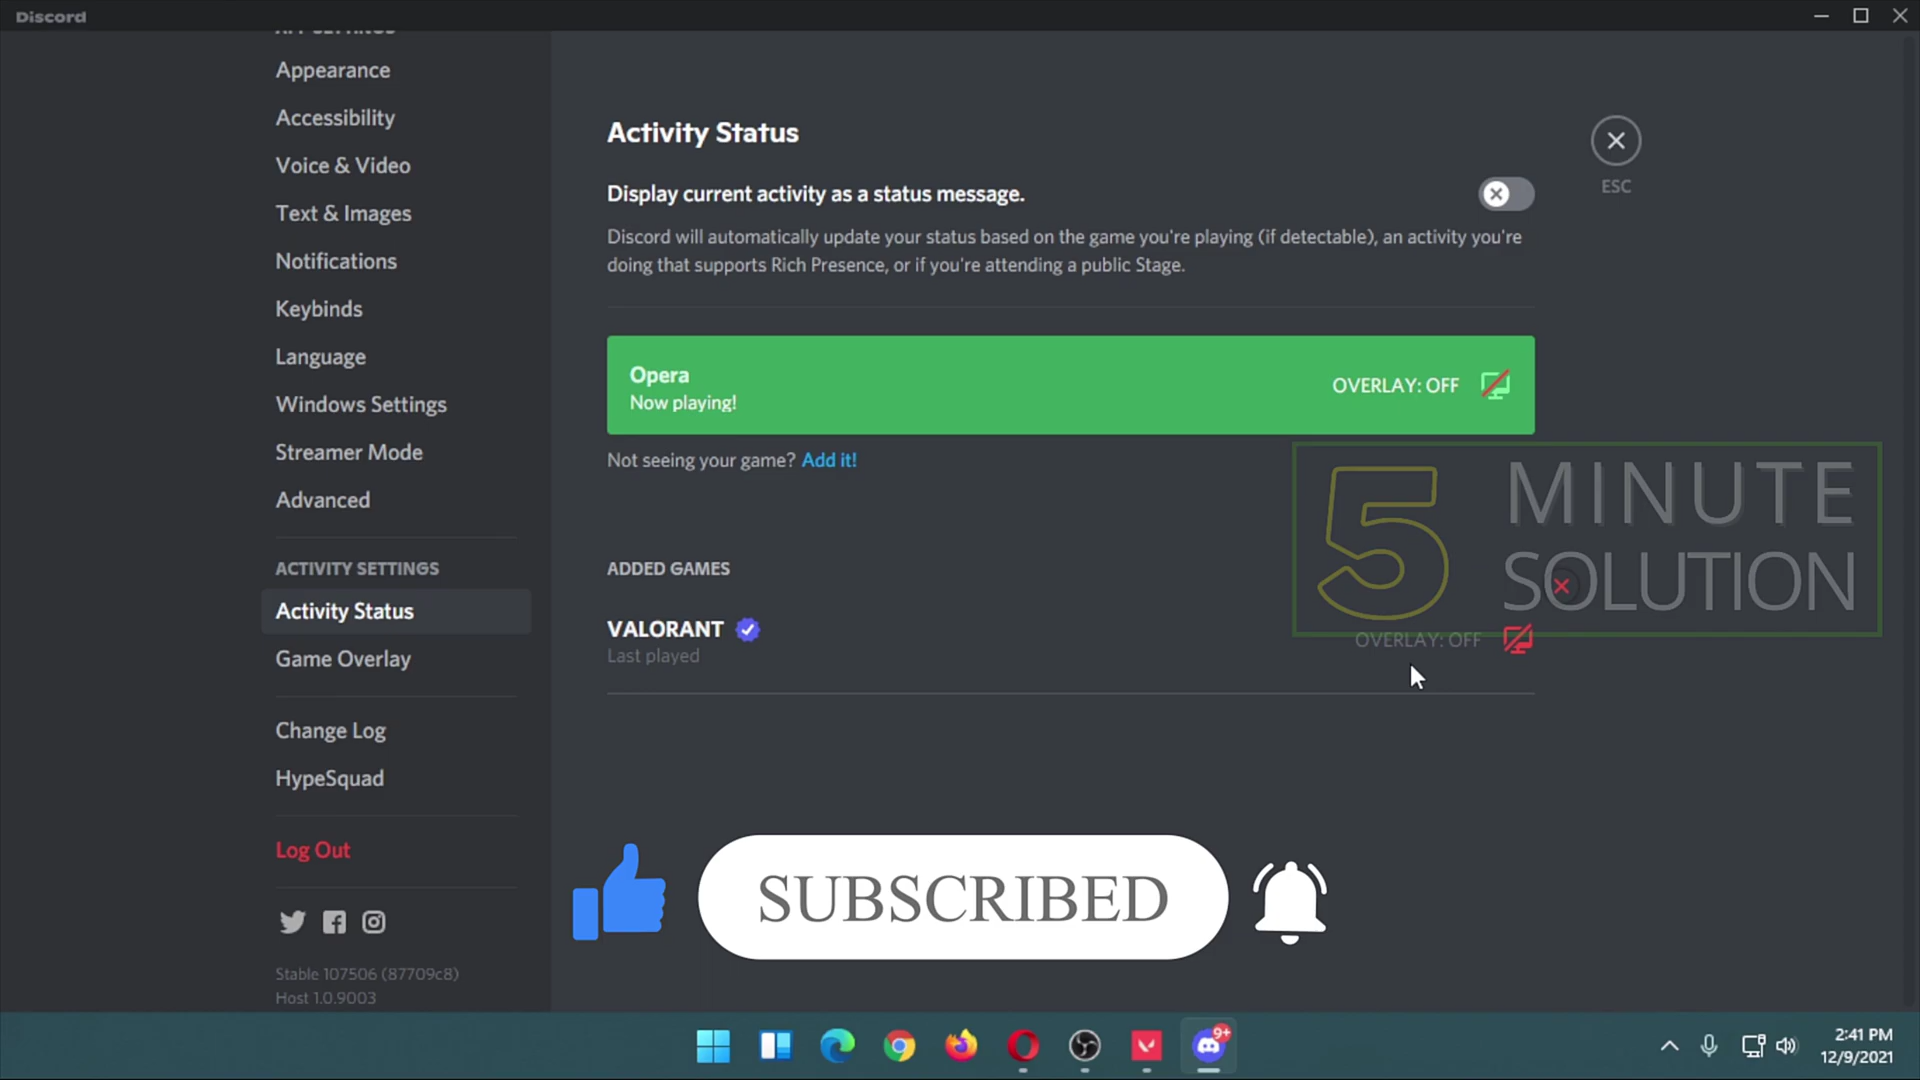 Discord
APP SETTINGS
Appearance
Accessibility
Voice & Video
Text & Images
Notifications
Keybinds
Language
Windows Settings
Streamer Mode
Advanced
ACTIVITY SETTINGS
Activity Status
Game Overlay
Change Log
HypeSquad
Log Out
Stable 107506 (87709c8)
Host 1.0.9003
Activity Status
Display current activity as a status message.
Discord will automatically update your status based on the game you're playing (if detectable), an activity you're
doing that supports Rich Presence, or if you're attending a public Stage.
Opera
Now playing!
OVERLAY: OFF
Not seeing your game? Add it!
ADDED GAMES
VALORANT
Last played
OVERLAY: OFF
ESC
5 MINUTE
SOLUTION
SUBSCRIBED
9+
2:41 PM
12/9/2021